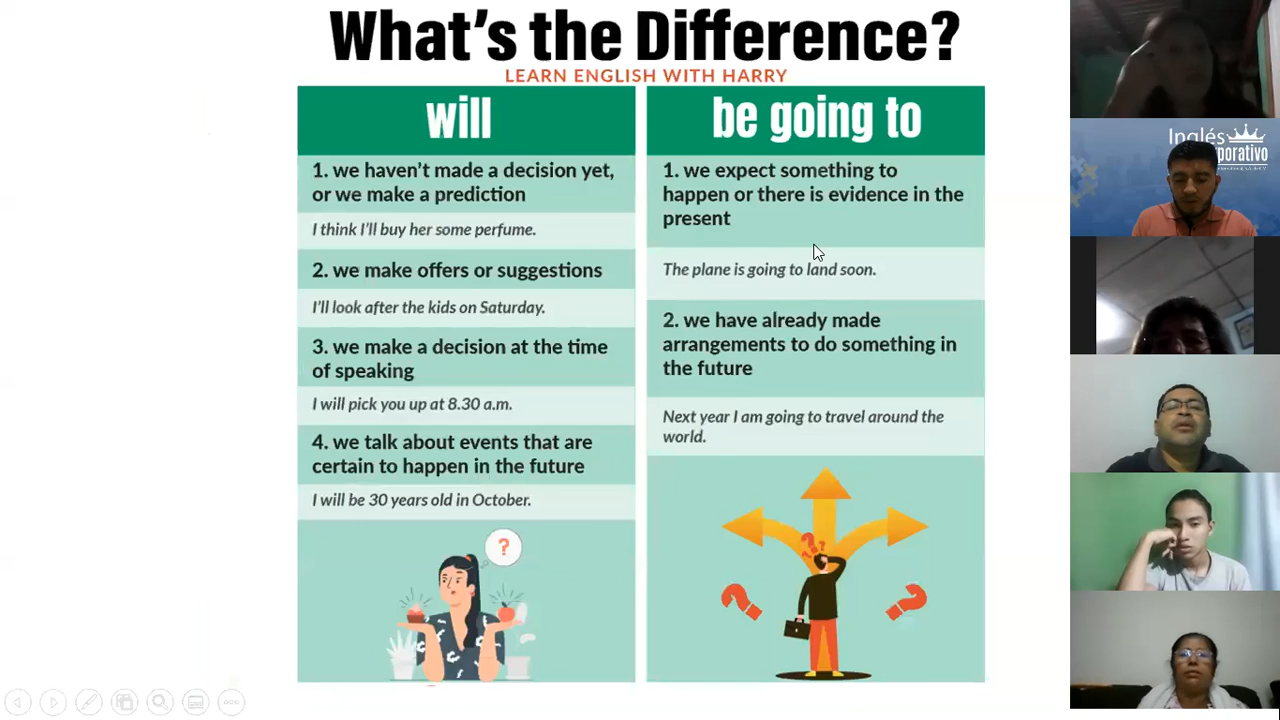 What's the Difference?
LEARN ENGLISH WITH HARRY
will
1. we haven't made a decision yet,
or we make a prediction
I think I'll buy her some perfume.
2. we make offers or suggestions
I'll look after the kids on Saturday.
3. we make a decision at the time
of speaking
I will pick you up at 8.30 a.m.
4. we talk about events that are
certain to happen in the future
I will be 30 years old in October.
?
be going to
1. we expect something to
happen or there is evidence in the
present
The plane is going to land soon.
2. we have already made
arrangements to do something in
the future
Next year I am going to travel around the
world.
? ?
? ?
Inglés
porativo